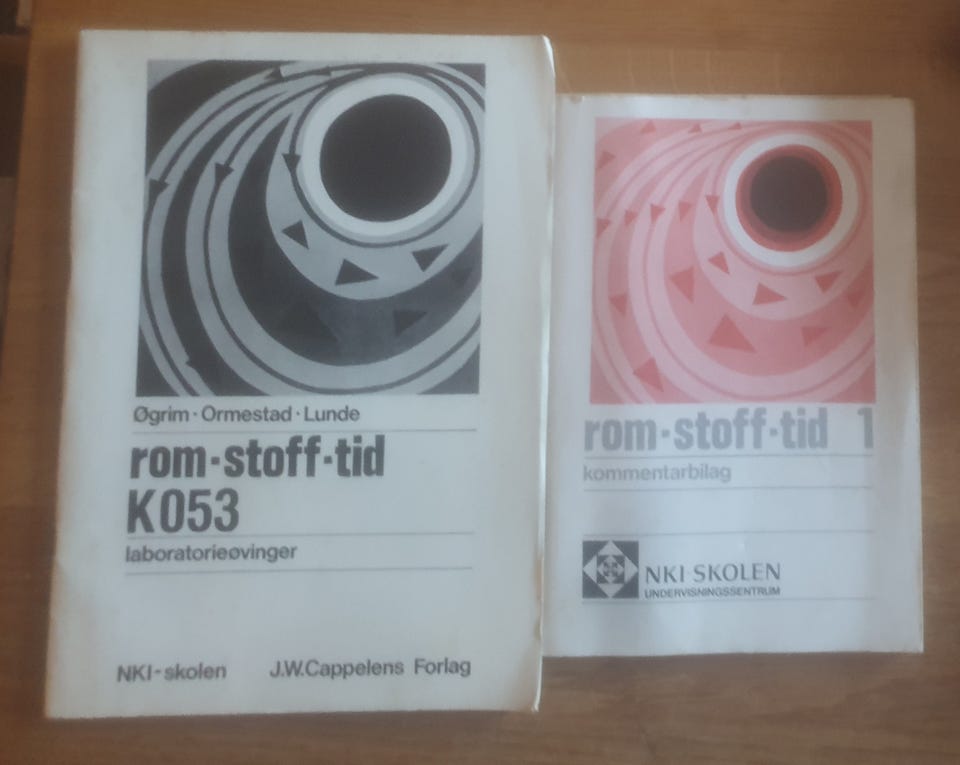 Øgrim · Ormestad · Lunde
rom·stoff·tid
K053
laboratorieøvinger
NKI-skolen J.W.Cappelens Forlag
rom·stoff·tid 1
kommentarbilag
NKI SKOLEN
UNDERVISNINGSSENTRUM